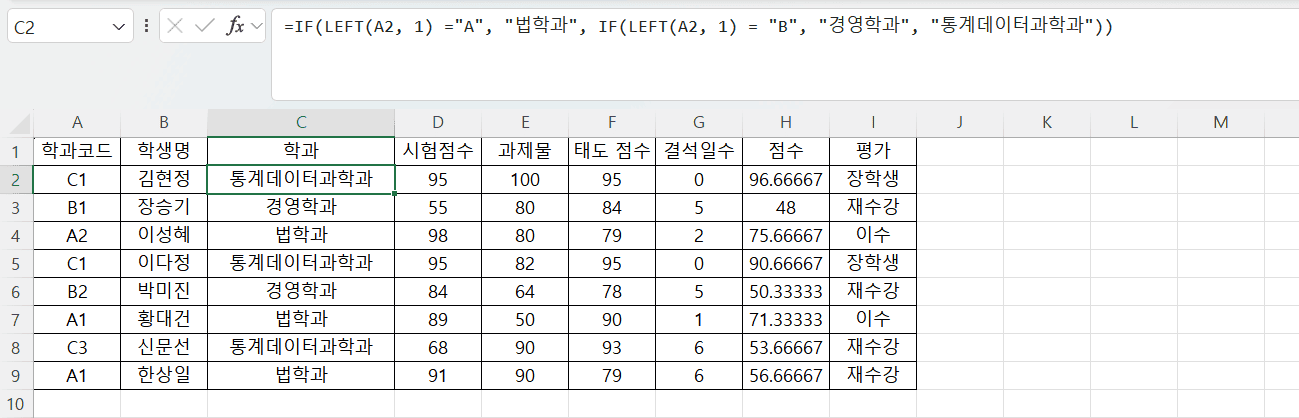 C2 fx =IF(LEFT(A2, 1) ="A", "법학과", IF(LEFT(A2, 1) = "B", "경영학과", "통계데이터과학과"))
A B C D E F G H I J K L M
1 학과코드 학생명 학과 시험점수 과제물 태도 점수 결석일수 점수 평가
2 C1 김현정 통계데이터과학과 95 100 95 0 96.66667 장학생
3 B1 장승기 경영학과 55 80 84 5 48 재수강
4 A2 이성혜 법학과 98 80 79 2 75.66667 이수
5 C1 이다정 통계데이터과학과 95 82 95 0 90.66667 장학생
6 B2 박미진 경영학과 84 64 78 5 50.33333 재수강
7 A1 황대건 법학과 89 50 90 1 71.33333 이수
8 C3 신문선 통계데이터과학과 68 90 93 6 53.66667 재수강
9 A1 한상일 법학과 91 90 79 6 56.66667 재수강
10